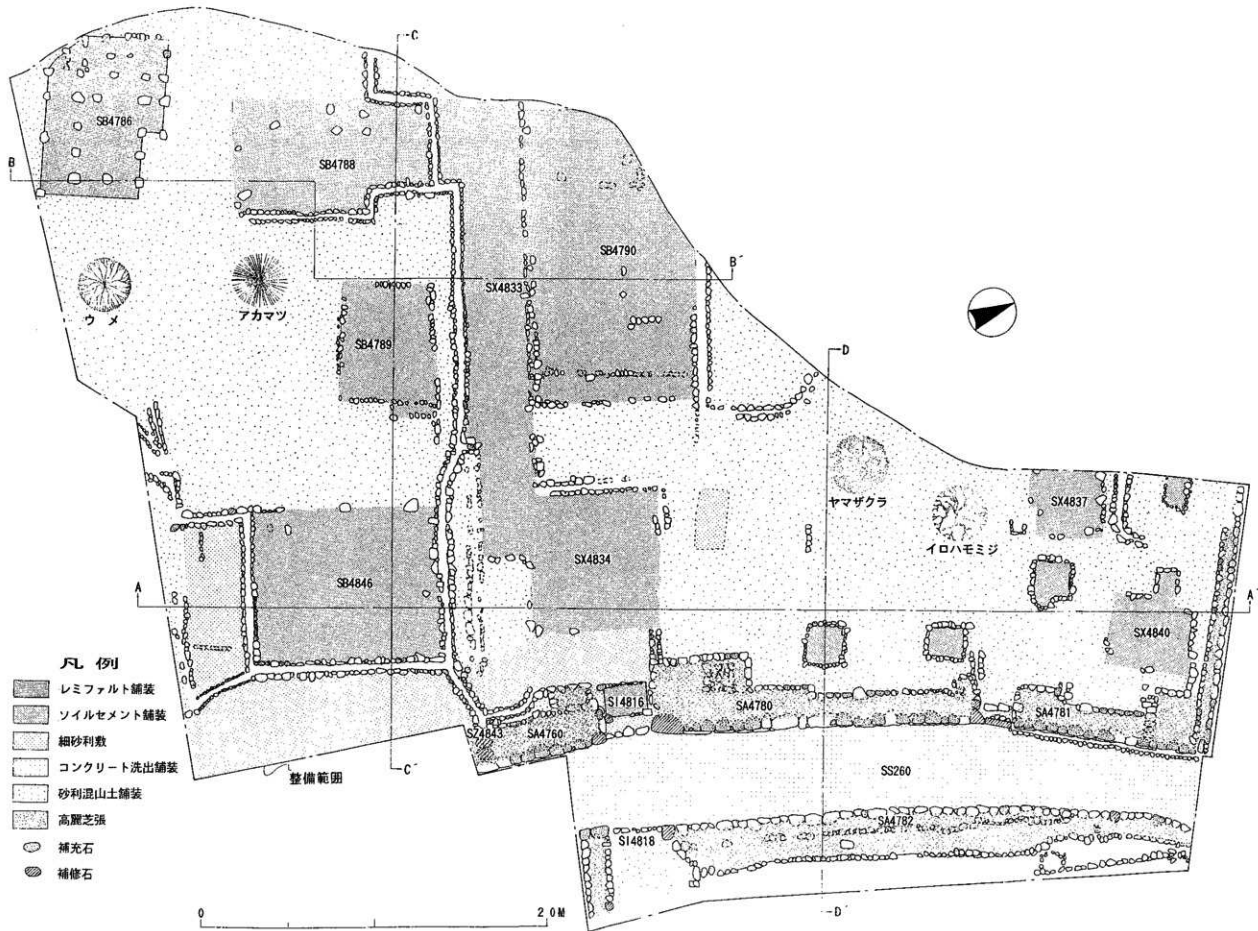 C
SB4786
B
SB4788
SB4790
SX4833
B´
ウメ
アカマツ
SB4789
D
ヤマザクラ
イロハモミジ
SX4837
SX4834
A
SB4846
A´
SX4840
凡例
レミファルト舗装
ソイルセメント舗装
細砂利敷
コンクリート洗出舗装
砂利混山土舗装
高麗芝張
補充石
補修石
SI4816
SA4780
SA4781
SZ4843
SA4760
C´
整備範囲
SS260
SA4782
SI4818
D´
0
20m